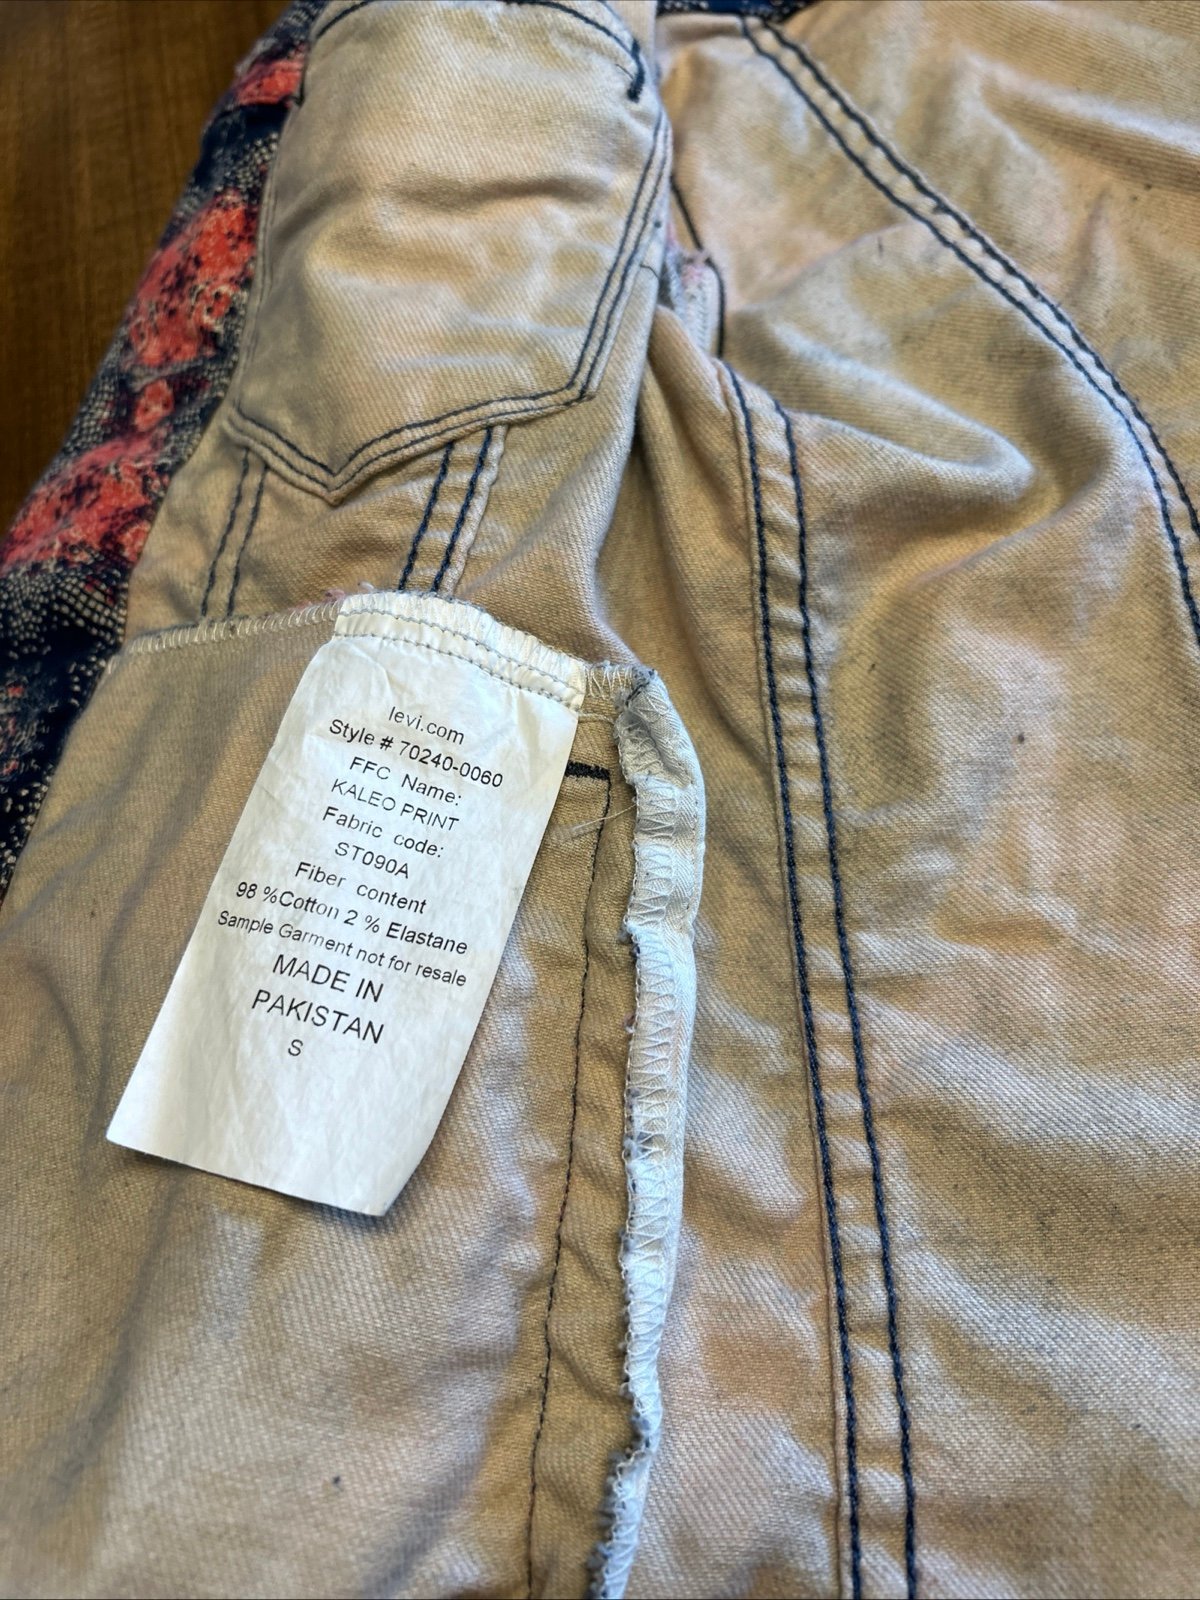 levi.com
Style # 70240-0060
FFC Name:
KALEO PRINT
Fabric code:
ST090A
Fiber content
98 %Cotton 2 % Elastane
Sample Garment not for resale
MADE IN
PAKISTAN
S